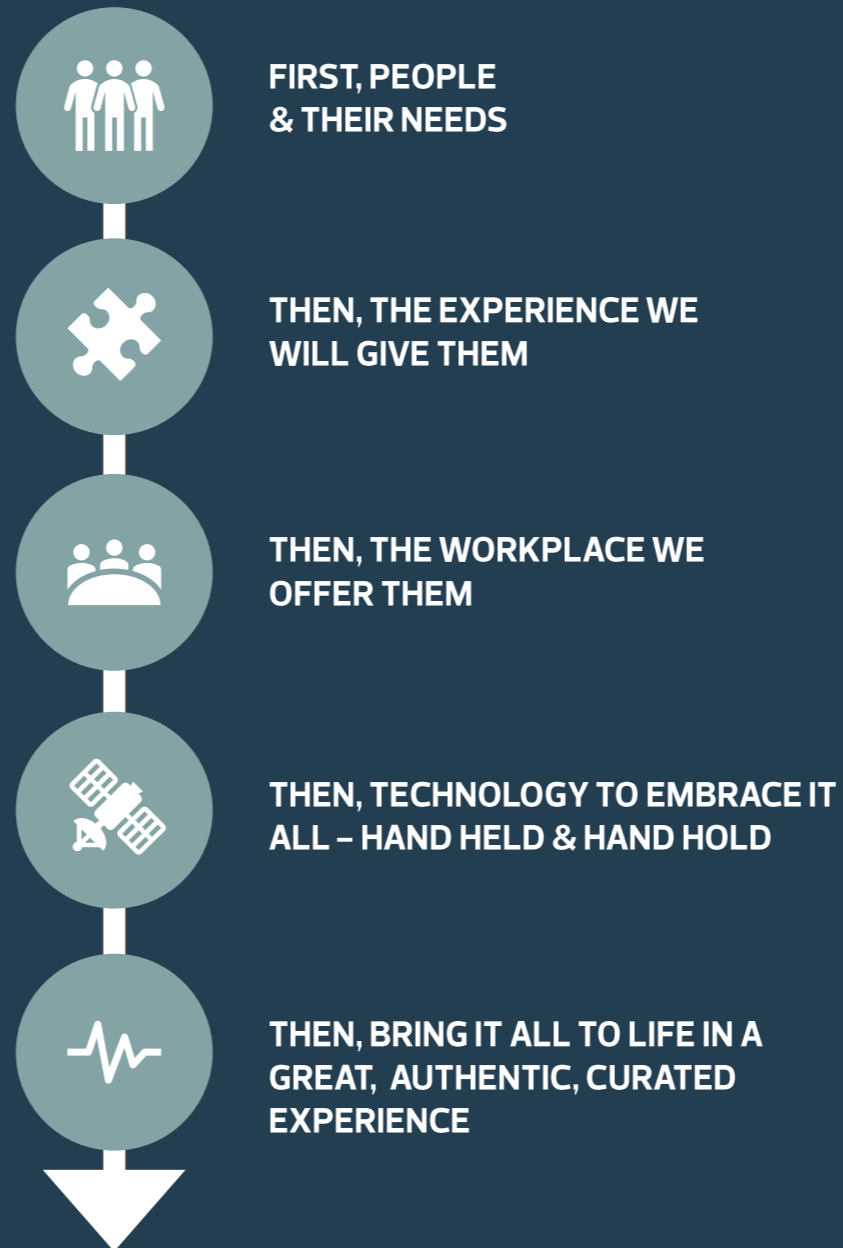 FIRST, PEOPLE
& THEIR NEEDS
THEN, THE EXPERIENCE WE
WILL GIVE THEM
THEN, THE WORKPLACE WE
OFFER THEM
THEN, TECHNOLOGY TO EMBRACE IT
ALL – HAND HELD & HAND HOLD
THEN, BRING IT ALL TO LIFE IN A
GREAT, AUTHENTIC, CURATED
EXPERIENCE